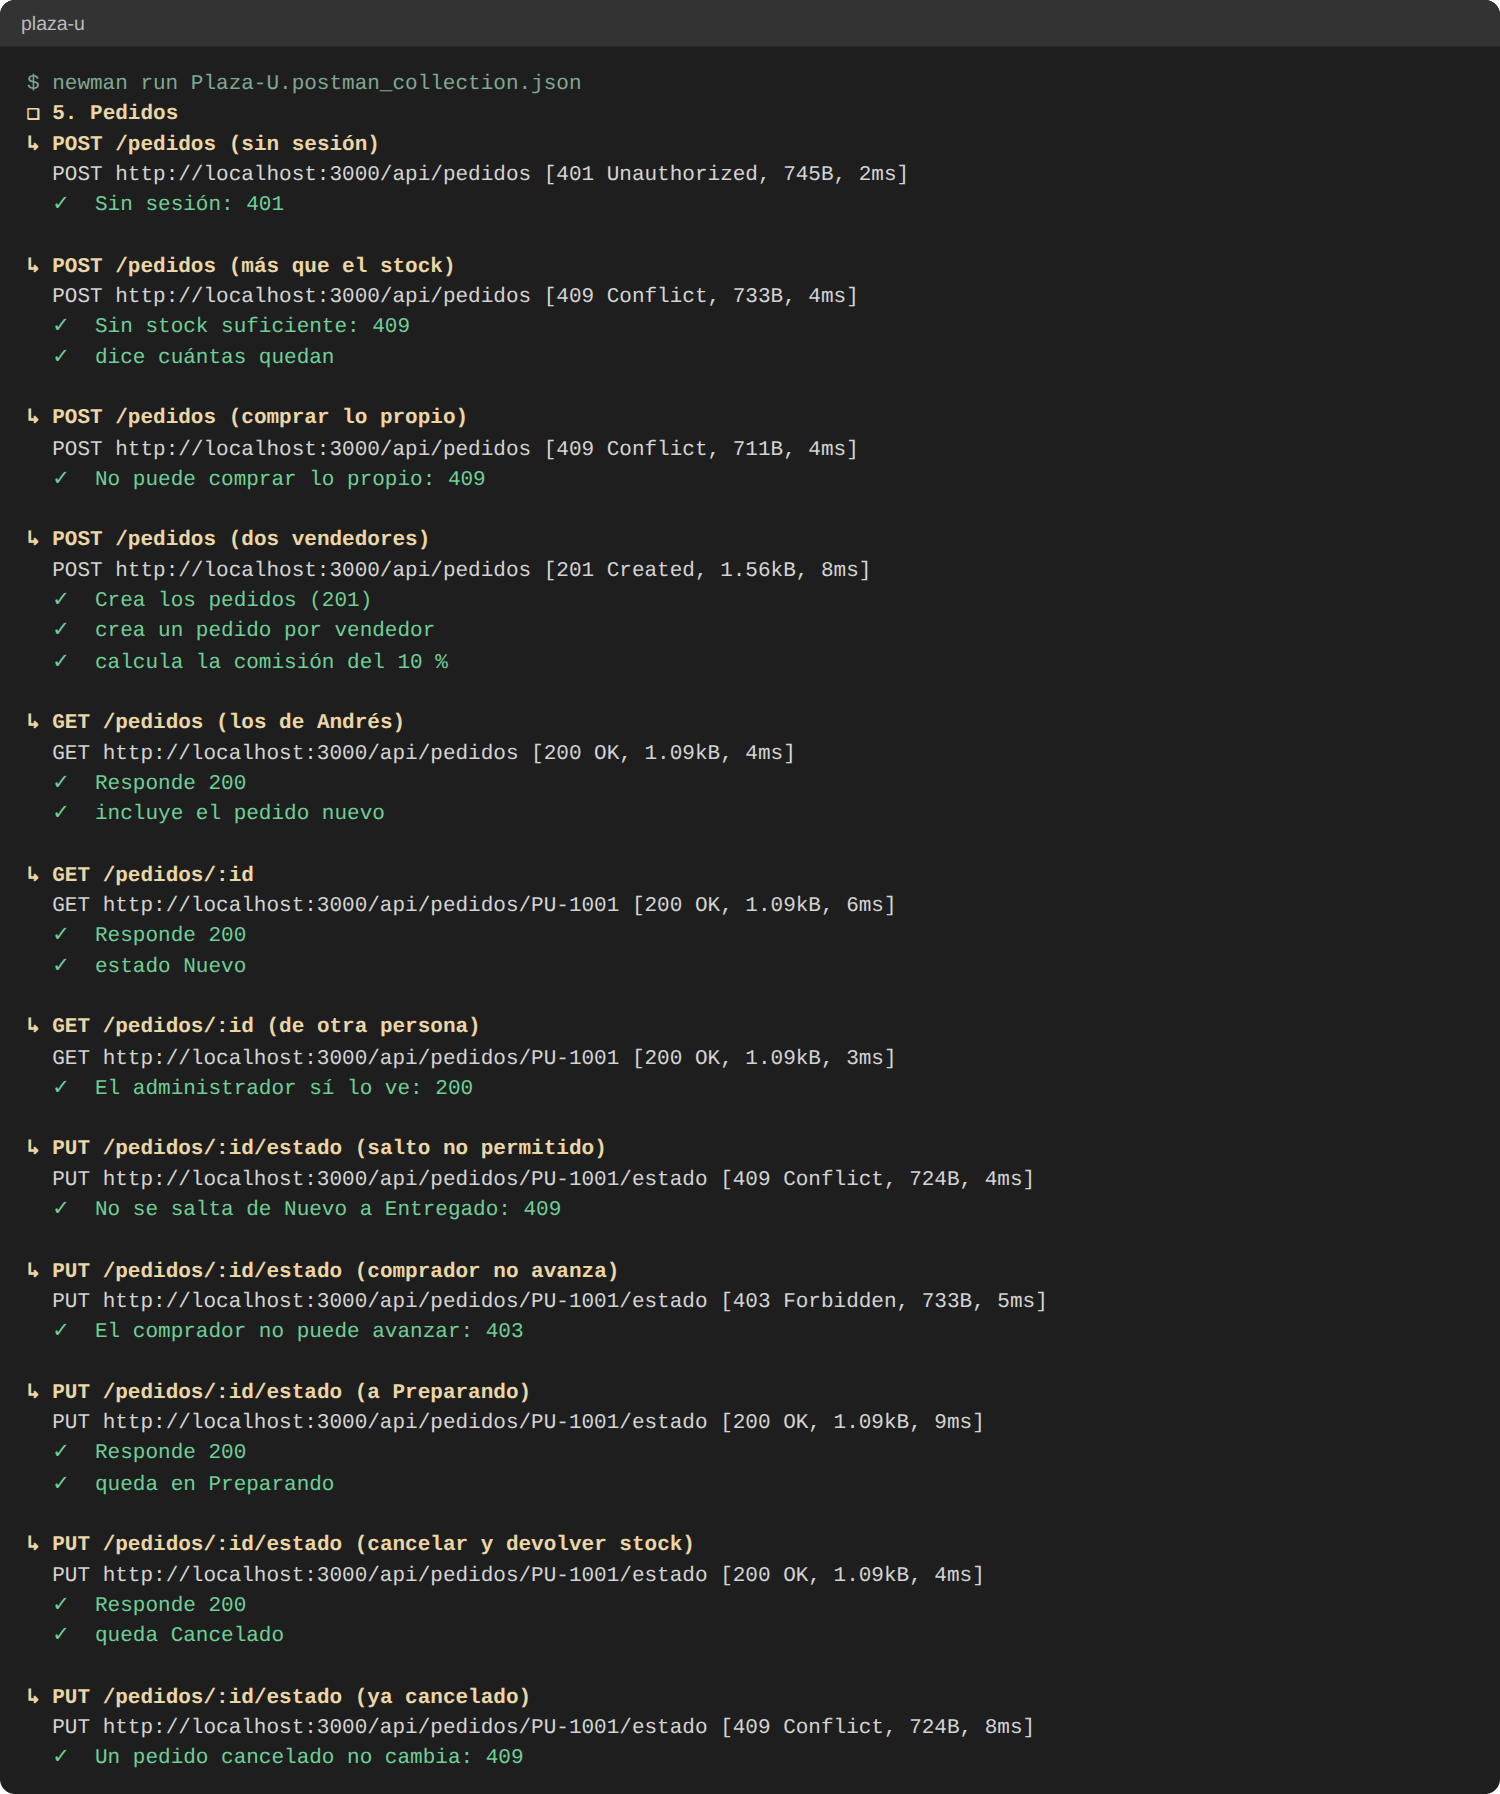 plaza-u
$ newman run Plaza-U.postman_collection.json
❏ 5. Pedidos
↳ POST /pedidos (sin sesión)
POST http://localhost:3000/api/pedidos [401 Unauthorized, 745B, 2ms]
✓ Sin sesión: 401
↳ POST /pedidos (más que el stock)
POST http://localhost:3000/api/pedidos [409 Conflict, 733B, 4ms]
✓ Sin stock suficiente: 409
✓ dice cuántas quedan
↳ POST /pedidos (comprar lo propio)
POST http://localhost:3000/api/pedidos [409 Conflict, 711B, 4ms]
✓ No puede comprar lo propio: 409
↳ POST /pedidos (dos vendedores)
POST http://localhost:3000/api/pedidos [201 Created, 1.56kB, 8ms]
✓ Crea los pedidos (201)
✓ crea un pedido por vendedor
✓ calcula la comisión del 10 %
↳ GET /pedidos (los de Andrés)
GET http://localhost:3000/api/pedidos [200 OK, 1.09kB, 4ms]
✓ Responde 200
✓ incluye el pedido nuevo
↳ GET /pedidos/:id
GET http://localhost:3000/api/pedidos/PU-1001 [200 OK, 1.09kB, 6ms]
✓ Responde 200
✓ estado Nuevo
↳ GET /pedidos/:id (de otra persona)
GET http://localhost:3000/api/pedidos/PU-1001 [200 OK, 1.09kB, 3ms]
✓ El administrador sí lo ve: 200
↳ PUT /pedidos/:id/estado (salto no permitido)
PUT http://localhost:3000/api/pedidos/PU-1001/estado [409 Conflict, 724B, 4ms]
✓ No se salta de Nuevo a Entregado: 409
↳ PUT /pedidos/:id/estado (comprador no avanza)
PUT http://localhost:3000/api/pedidos/PU-1001/estado [403 Forbidden, 733B, 5ms]
✓ El comprador no puede avanzar: 403
↳ PUT /pedidos/:id/estado (a Preparando)
PUT http://localhost:3000/api/pedidos/PU-1001/estado [200 OK, 1.09kB, 9ms]
✓ Responde 200
✓ queda en Preparando
↳ PUT /pedidos/:id/estado (cancelar y devolver stock)
PUT http://localhost:3000/api/pedidos/PU-1001/estado [200 OK, 1.09kB, 4ms]
✓ Responde 200
✓ queda Cancelado
↳ PUT /pedidos/:id/estado (ya cancelado)
PUT http://localhost:3000/api/pedidos/PU-1001/estado [409 Conflict, 724B, 8ms]
✓ Un pedido cancelado no cambia: 409